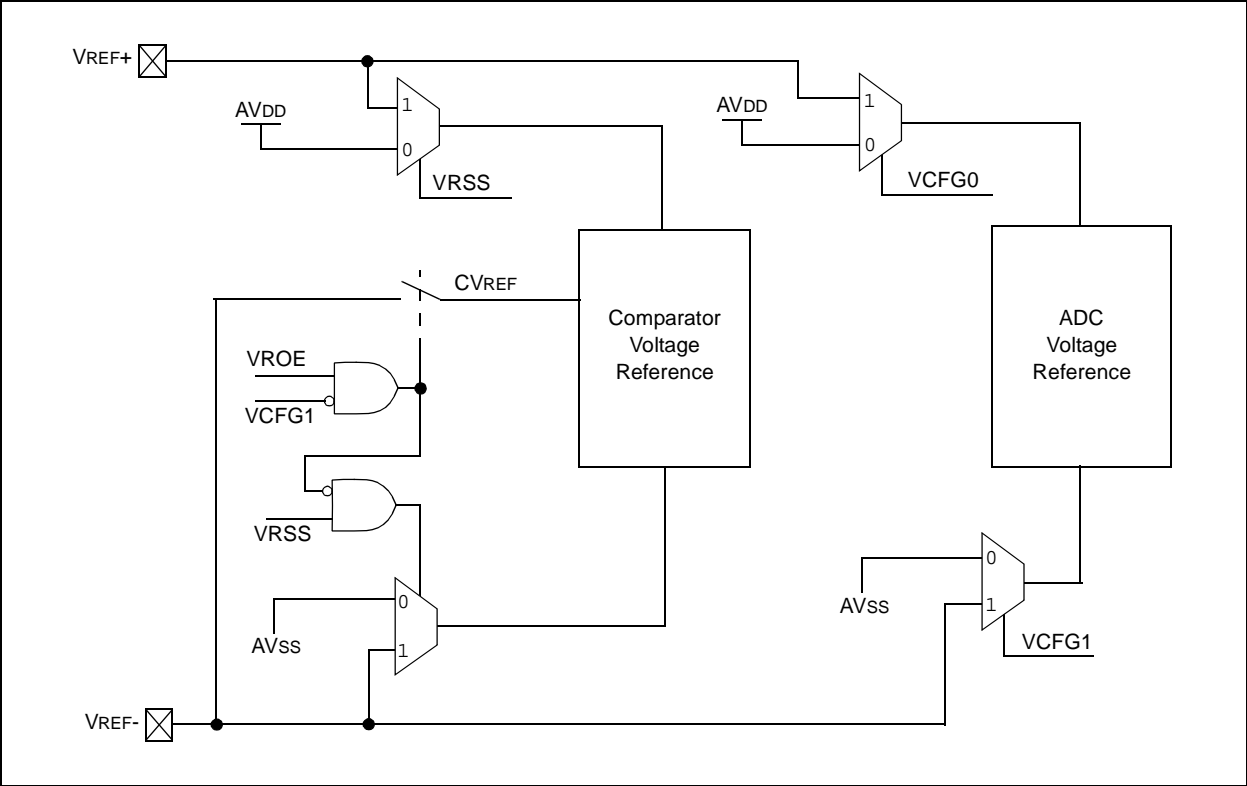 VREF+
AVDD
1
0
VRSS
AVDD
1
0
VCFG0
CVREF
Comparator
Voltage
Reference
ADC
Voltage
Reference
VROE
VCFG1
VRSS
AVSS
0
1
AVSS
0
1
VCFG1
VREF-